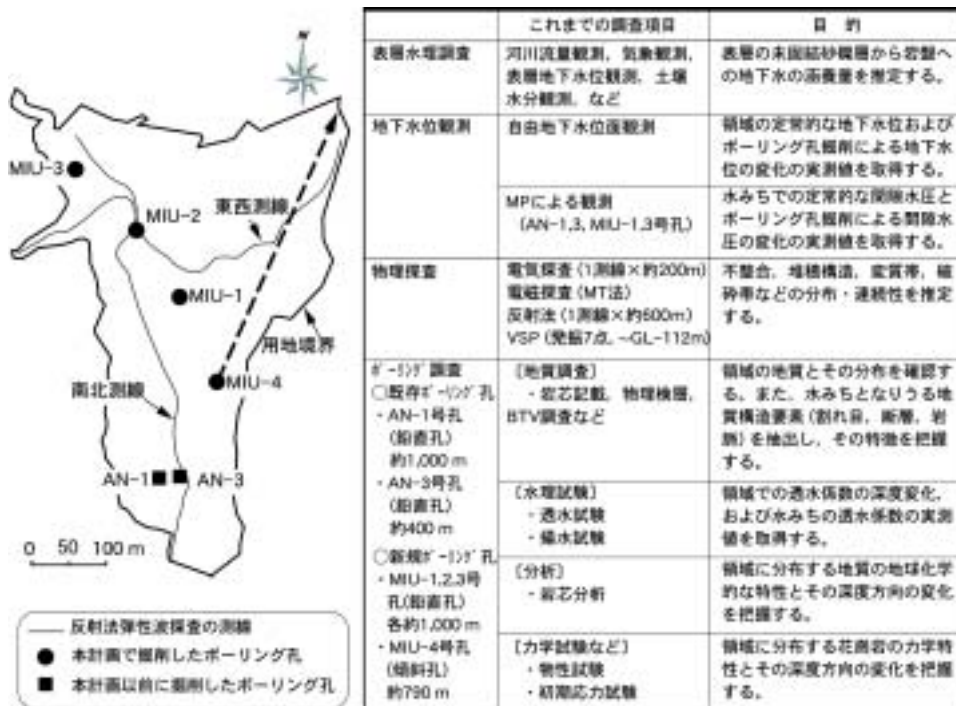 N
MIU-3
MIU-2
東西測線
MIU-1
用地境界
MIU-4
南北測線
AN-1
AN-3
0 50 100 m
反射法弾性波探査の測線
本計画で掘削したボーリング孔
本計画以前に掘削したボーリング孔
これまでの調査項目
目 的
表層水理調査
河川流量観測，気象観測，
表層地下水位観測，土壌
水分観測，など
表層の未固結砂礫層から岩盤へ
の地下水の涵養量を推定する。
地下水位観測
自由地下水位面観測
領域の定常的な地下水位および
ボーリング孔掘削による地下水
位の変化の実測値を取得する。
MPによる観測
(AN-1,3, MIU-1,3号孔)
水みちでの定常的な間隙水圧と
ボーリング孔掘削による間隙水
圧の変化の実測値を取得する。
物理探査
電気探査 (1測線×約200m)
電磁探査 (MT法)
反射法 (1測線×約600m)
VSP (発振7点, ~GL-112m)
不整合，堆積構造，変質帯，破
砕帯などの分布・連続性を推定
する。
ボーリング調査
○既存ボーリング孔
・AN-1号孔
(鉛直孔)
約1,000 m
・AN-3号孔
(鉛直孔)
約400 m
○新規ボーリング孔
・MIU-1,2,3号
孔(鉛直孔)
各約1,000 m
・MIU-4号孔
(傾斜孔)
約790 m
〔地質調査〕
・岩芯記載，物理検層，
BTV調査など
領域の地質とその分布を確認す
る。また，水みちとなりうる地
質構造要素 (割れ目，断層，岩
脈) を抽出し，その特徴を把握
する。
〔水理試験〕
・透水試験
・揚水試験
領域での透水係数の深度変化，
および水みちの透水係数の実測
値を取得する。
〔分析〕
・岩芯分析
領域に分布する地質の地球化学
的な特性とその深度方向の変化
を把握する。
〔力学試験など〕
・物性試験
・初期応力試験
領域に分布する花崗岩の力学特
性とその深度方向の変化を把握
する。